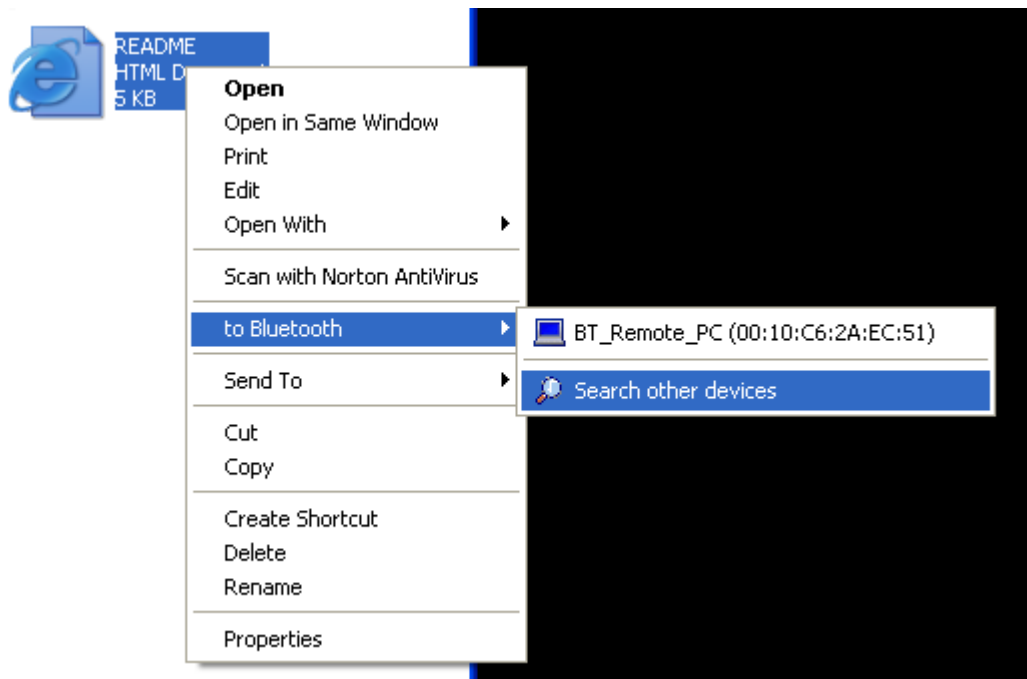 README
HTML D
5 KB
Open
Open in Same Window
Print
Edit
Open With
Scan with Norton AntiVirus
to Bluetooth
BT_Remote_PC (00:10:C6:2A:EC:51)
Search other devices
Send To
Cut
Copy
Create Shortcut
Delete
Rename
Properties